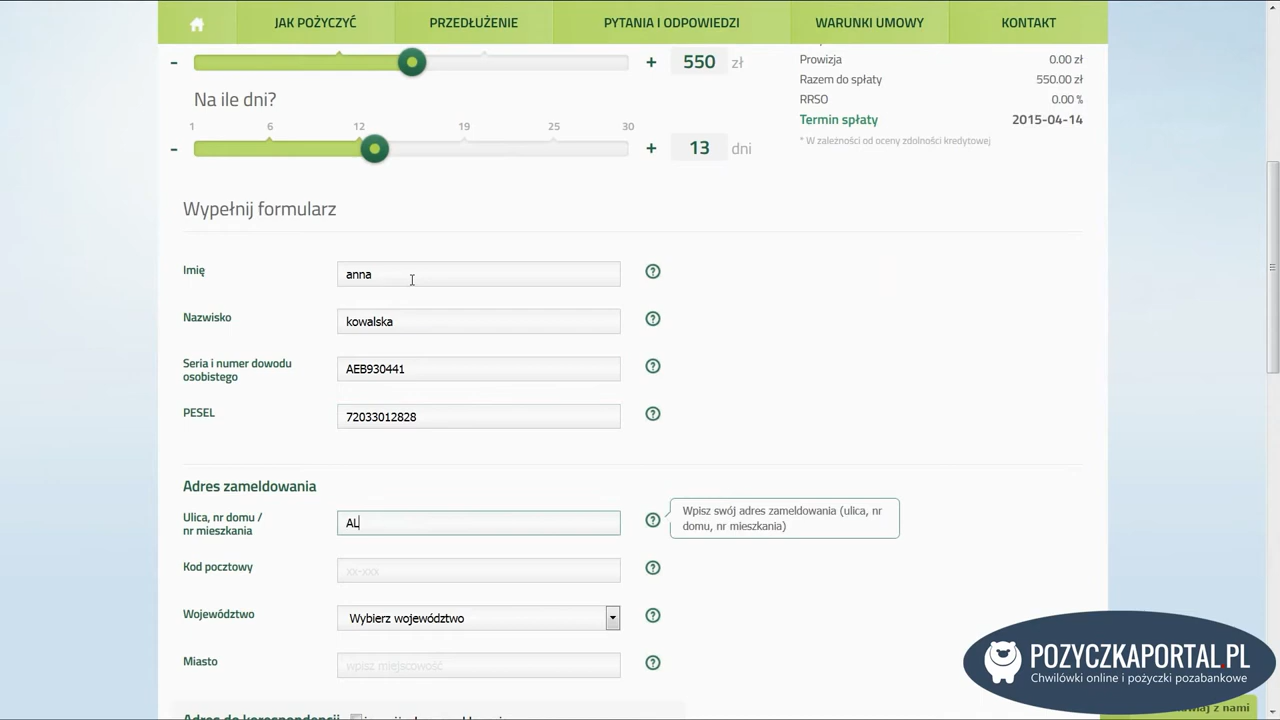 JAK POŻYCZYĆ PRZEDŁUŻENIE PYTANIA I ODPOWIEDZI WARUNKI UMOWY KONTAKT
- + 550 zł
Prowizja 0.00 zł
Razem do spłaty 550.00 zł
RRSO 0.00 %
Termin spłaty 2015-04-14
* W zależności od oceny zdolności kredytowej
Na ile dni?
1 6 12 19 25 30
- + 13 dni
Wypełnij formularz
Imię anna
Nazwisko kowalska
Seria i numer dowodu
osobistego
AEB930441
PESEL 72033012828
Adres zameldowania
Ulica, nr domu /
nr mieszkania
AL
Wpisz swój adres zameldowania (ulica, nr
domu, nr mieszkania)
Kod pocztowy xx-xxx
Województwo Wybierz województwo
Miasto wpisz miejscowość
Adres do korespondencji
POZYCZKAPORTAL.PL
Chwilówki online i pożyczki pozabankowe
z nami